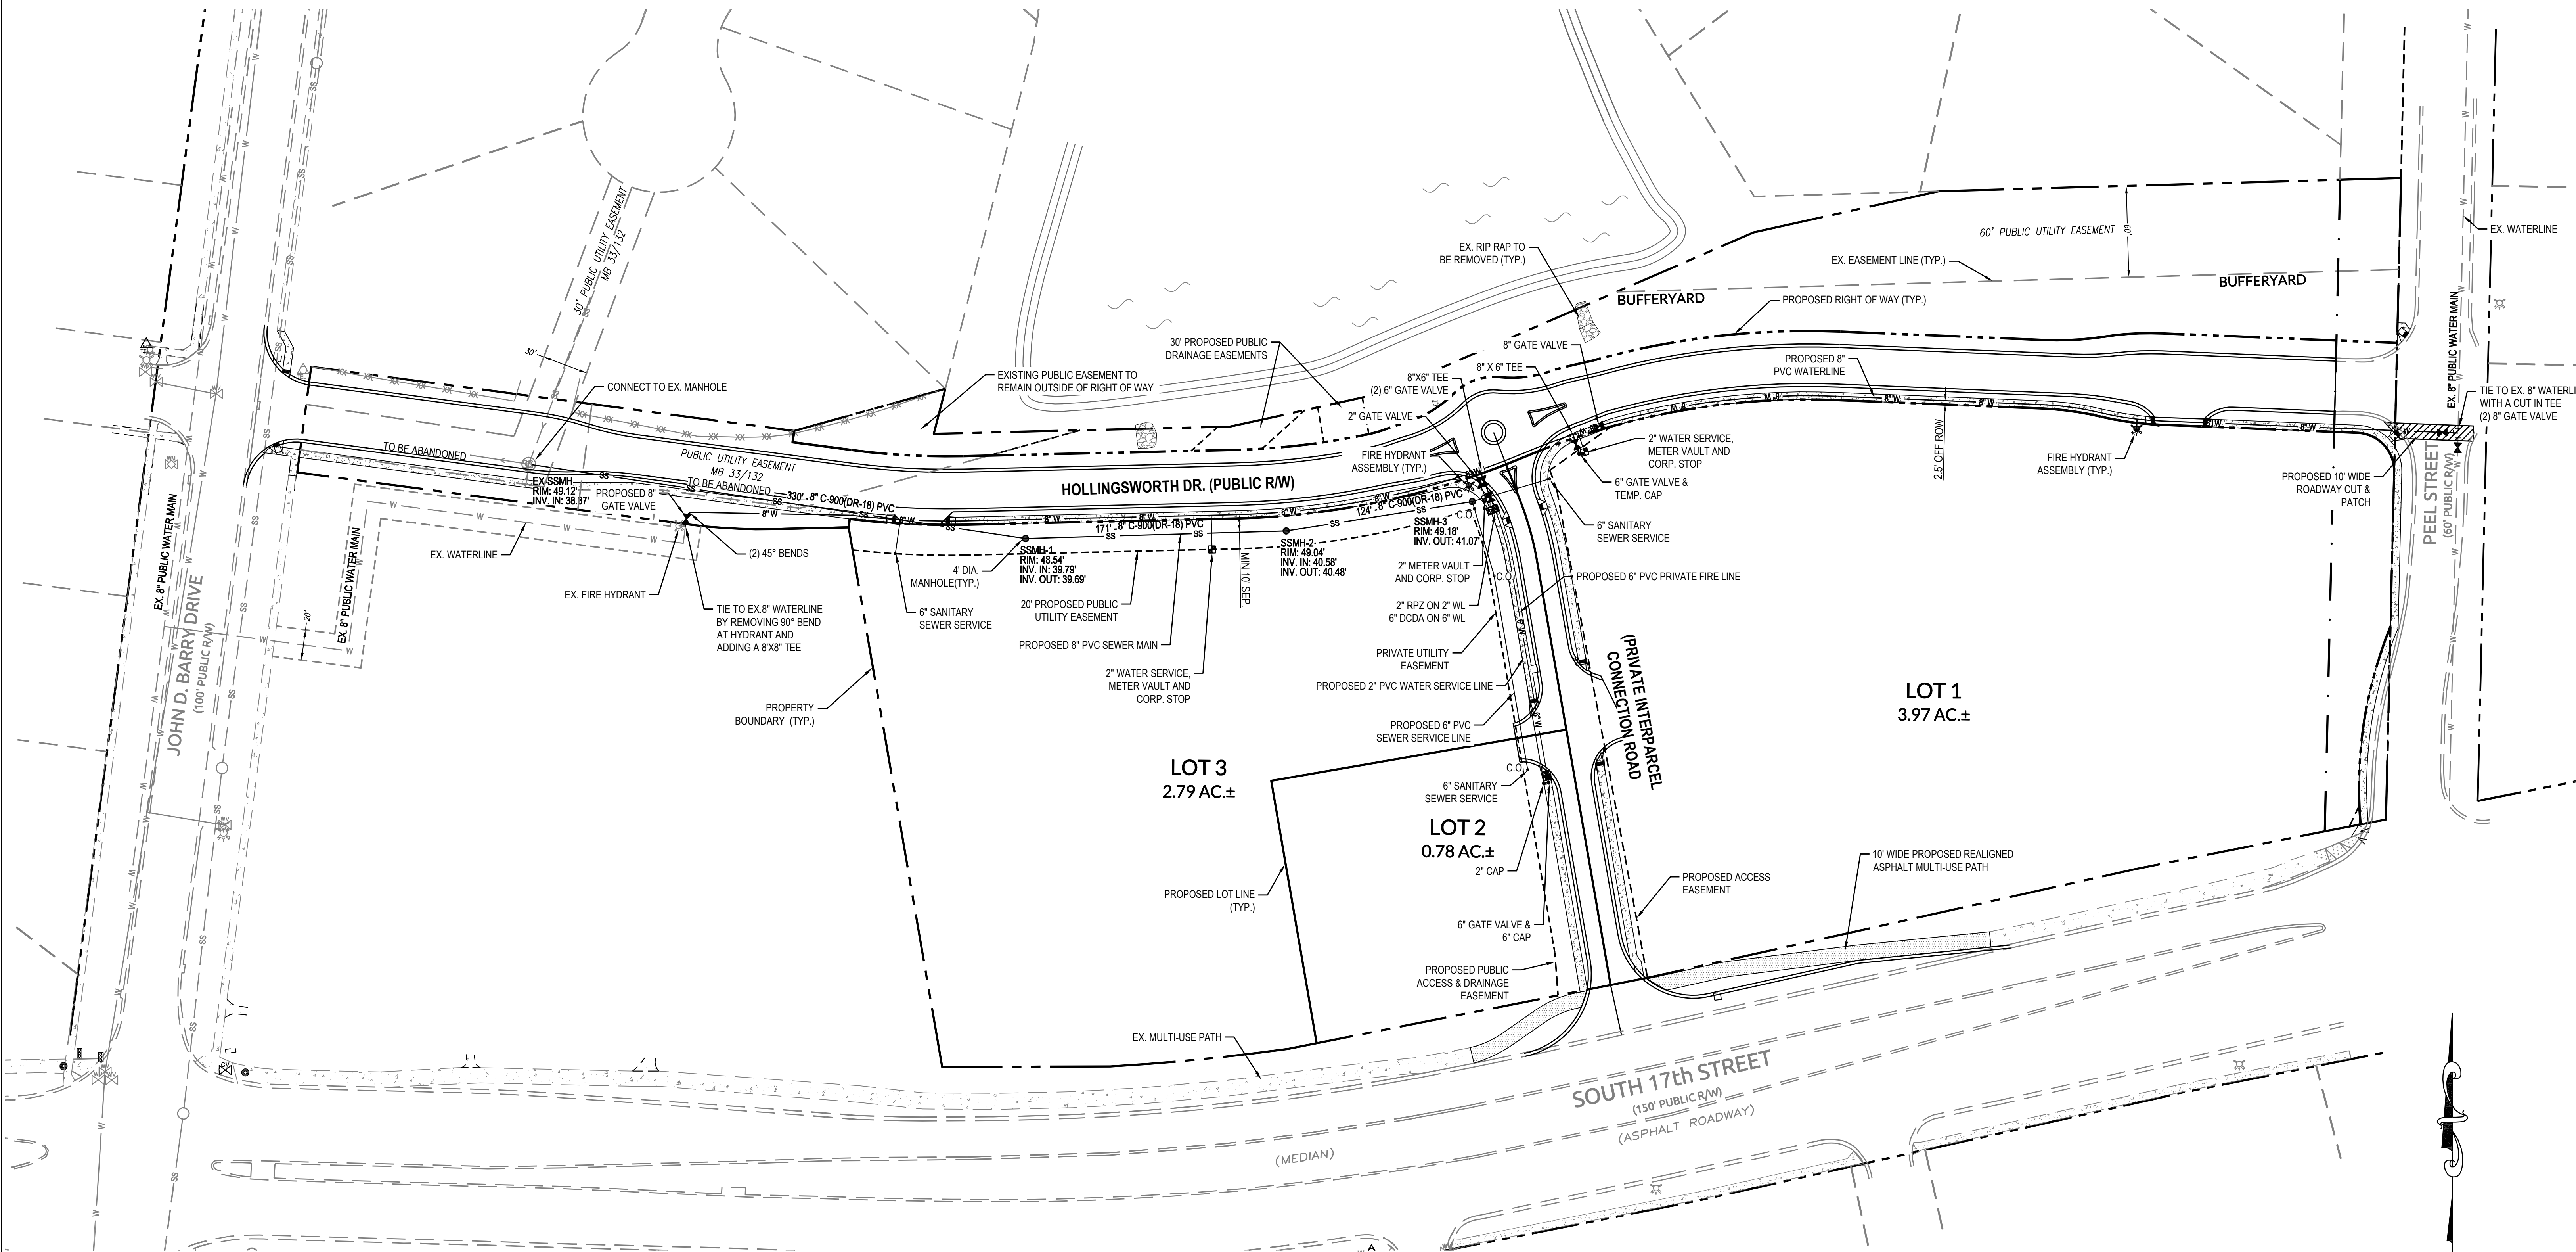 30' PUBLIC UTILITY EASEMENT
MB 33/132
30'
CONNECT TO EX. MANHOLE
EXISTING PUBLIC EASEMENT TO
REMAIN OUTSIDE OF RIGHT OF WAY
30' PROPOSED PUBLIC
DRAINAGE EASEMENTS
EX. RIP RAP TO
BE REMOVED (TYP.)
BUFFERYARD
60' PUBLIC UTILITY EASEMENT
60'
EX. EASEMENT LINE (TYP.)
BUFFERYARD
PROPOSED RIGHT OF WAY (TYP.)
EX. WATERLINE
EX. 8" PUBLIC WATER MAIN
8" GATE VALVE
8" X 6" TEE
8"X6" TEE
(2) 6" GATE VALVE
2" GATE VALVE
PROPOSED 8"
PVC WATERLINE
TIE TO EX. 8" WATERLI
WITH A CUT IN TEE
(2) 8" GATE VALVE
FIRE HYDRANT
ASSEMBLY (TYP.)
2" WATER SERVICE,
METER VAULT AND
CORP. STOP
6" GATE VALVE &
TEMP. CAP
6" SANITARY
SEWER SERVICE
2.5' OFF ROW
FIRE HYDRANT
ASSEMBLY (TYP.)
PROPOSED 10' WIDE
ROADWAY CUT &
PATCH
PEEL STREET
(60' PUBLIC R/W)
TO BE ABANDONED
PUBLIC UTILITY EASEMENT
MB 33/132
TO BE ABANDONED
EX SSMH
RIM: 49.12'
INV. IN: 38.37'
PROPOSED 8"
GATE VALVE
330' - 8" C-900(DR-18) PVC
HOLLINGSWORTH DR. (PUBLIC R/W)
171' - 8" C-900(DR-18) PVC
124' - 8" C-900(DR-18) PVC
EX. WATERLINE
EX. 8" PUBLIC WATER MAIN
20'
EX. 8" PUBLIC WATER MAIN
JOHN D. BARRY DRIVE
(100' PUBLIC R/W)
EX. FIRE HYDRANT
(2) 45° BENDS
TIE TO EX.8" WATERLINE
BY REMOVING 90° BEND
AT HYDRANT AND
ADDING A 8'X8" TEE
6" SANITARY
SEWER SERVICE
4' DIA.
MANHOLE(TYP.)
SSMH-1
RIM: 48.54'
INV. IN: 39.79'
INV. OUT: 39.69'
20' PROPOSED PUBLIC
UTILITY EASEMENT
PROPOSED 8" PVC SEWER MAIN
2" WATER SERVICE,
METER VAULT AND
CORP. STOP
MIN 10' SEP.
SSMH-2
RIM: 49.04'
INV. IN: 40.58'
INV. OUT: 40.48'
SSMH-3
RIM: 49.18'
INV. OUT: 41.07'
C.O.
2" METER VAULT
AND CORP. STOP
C.O.
2" RPZ ON 2" WL
6" DCDA ON 6" WL
PROPOSED 6" PVC PRIVATE FIRE LINE
PRIVATE UTILITY
EASEMENT
PROPOSED 2" PVC WATER SERVICE LINE
PROPOSED 6" PVC
SEWER SERVICE LINE
(PRIVATE INTERPARCEL
CONNECTION ROAD
PROPERTY
BOUNDARY (TYP.)
LOT 1
3.97 AC.±
LOT 3
2.79 AC.±
C.O.
6" SANITARY
SEWER SERVICE
LOT 2
0.78 AC.±
2" CAP
PROPOSED LOT LINE
(TYP.)
6" GATE VALVE &
6" CAP
PROPOSED ACCESS
EASEMENT
10' WIDE PROPOSED REALIGNED
ASPHALT MULTI-USE PATH
PROPOSED PUBLIC
ACCESS & DRAINAGE
EASEMENT
EX. MULTI-USE PATH
SOUTH 17th STREET
(150' PUBLIC R/W)
(ASPHALT ROADWAY)
(MEDIAN)